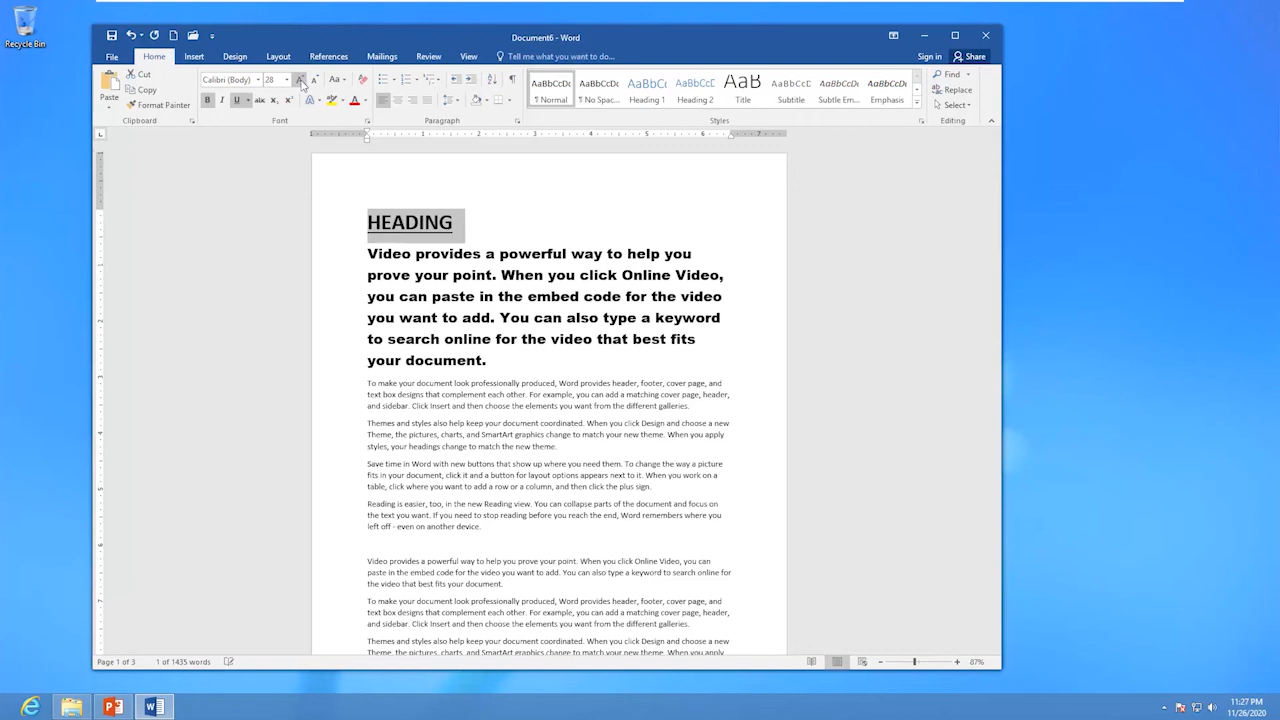 Recycle Bin
Document6 - Word
File Home Insert Design Layout References Mailings Review View Tell me what you want to do... Sign in Share
Paste
Cut
Copy
Format Painter
Clipboard
Calibri (Body) 28 A A Aa
B I U abc x₂ x² A ab A
Font
Paragraph
AaBbCcDc AaBbCcDc AaBbCc AaBbCcD AaB AaBbCcD AaBbCcDc AaBbCcDc
¶ Normal ¶ No Spac... Heading 1 Heading 2 Title Subtitle Subtle Em... Emphasis
Styles
Find
Replace
Select
Editing
1 1 2 3 4 5 6 7
HEADING
Video provides a powerful way to help you
prove your point. When you click Online Video,
you can paste in the embed code for the video
you want to add. You can also type a keyword
to search online for the video that best fits
your document.
To make your document look professionally produced, Word provides header, footer, cover page, and
text box designs that complement each other. For example, you can add a matching cover page, header,
and sidebar. Click Insert and then choose the elements you want from the different galleries.
Themes and styles also help keep your document coordinated. When you click Design and choose a new
Theme, the pictures, charts, and SmartArt graphics change to match your new theme. When you apply
styles, your headings change to match the new theme.
Save time in Word with new buttons that show up where you need them. To change the way a picture
fits in your document, click it and a button for layout options appears next to it. When you work on a
table, click where you want to add a row or a column, and then click the plus sign.
Reading is easier, too, in the new Reading view. You can collapse parts of the document and focus on
the text you want. If you need to stop reading before you reach the end, Word remembers where you
left off - even on another device.
Video provides a powerful way to help you prove your point. When you click Online Video, you can
paste in the embed code for the video you want to add. You can also type a keyword to search online for
the video that best fits your document.
To make your document look professionally produced, Word provides header, footer, cover page, and
text box designs that complement each other. For example, you can add a matching cover page, header,
and sidebar. Click Insert and then choose the elements you want from the different galleries.
Themes and styles also help keep your document coordinated. When you click Design and choose a new
Theme, the pictures, charts, and SmartArt graphics change to match your new theme. When you apply
Page 1 of 3 1 of 1435 words 87%
11:27 PM
11/26/2020